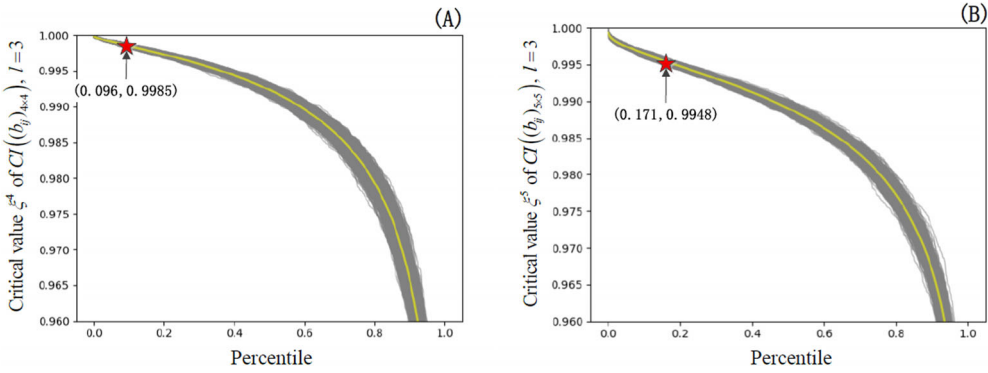 (A)
Critical value ξ⁴ of CI((b_ij)_4×4), l = 3
1.000
0.995
0.990
0.985
0.980
0.975
0.970
0.965
0.960
(0.096, 0.9985)
0.0 0.2 0.4 0.6 0.8 1.0
Percentile
(B)
Critical value ξ⁵ of CI((b_ij)_5×5), l = 3
1.000
0.995
0.990
0.985
0.980
0.975
0.970
0.965
0.960
(0.171, 0.9948)
0.0 0.2 0.4 0.6 0.8 1.0
Percentile